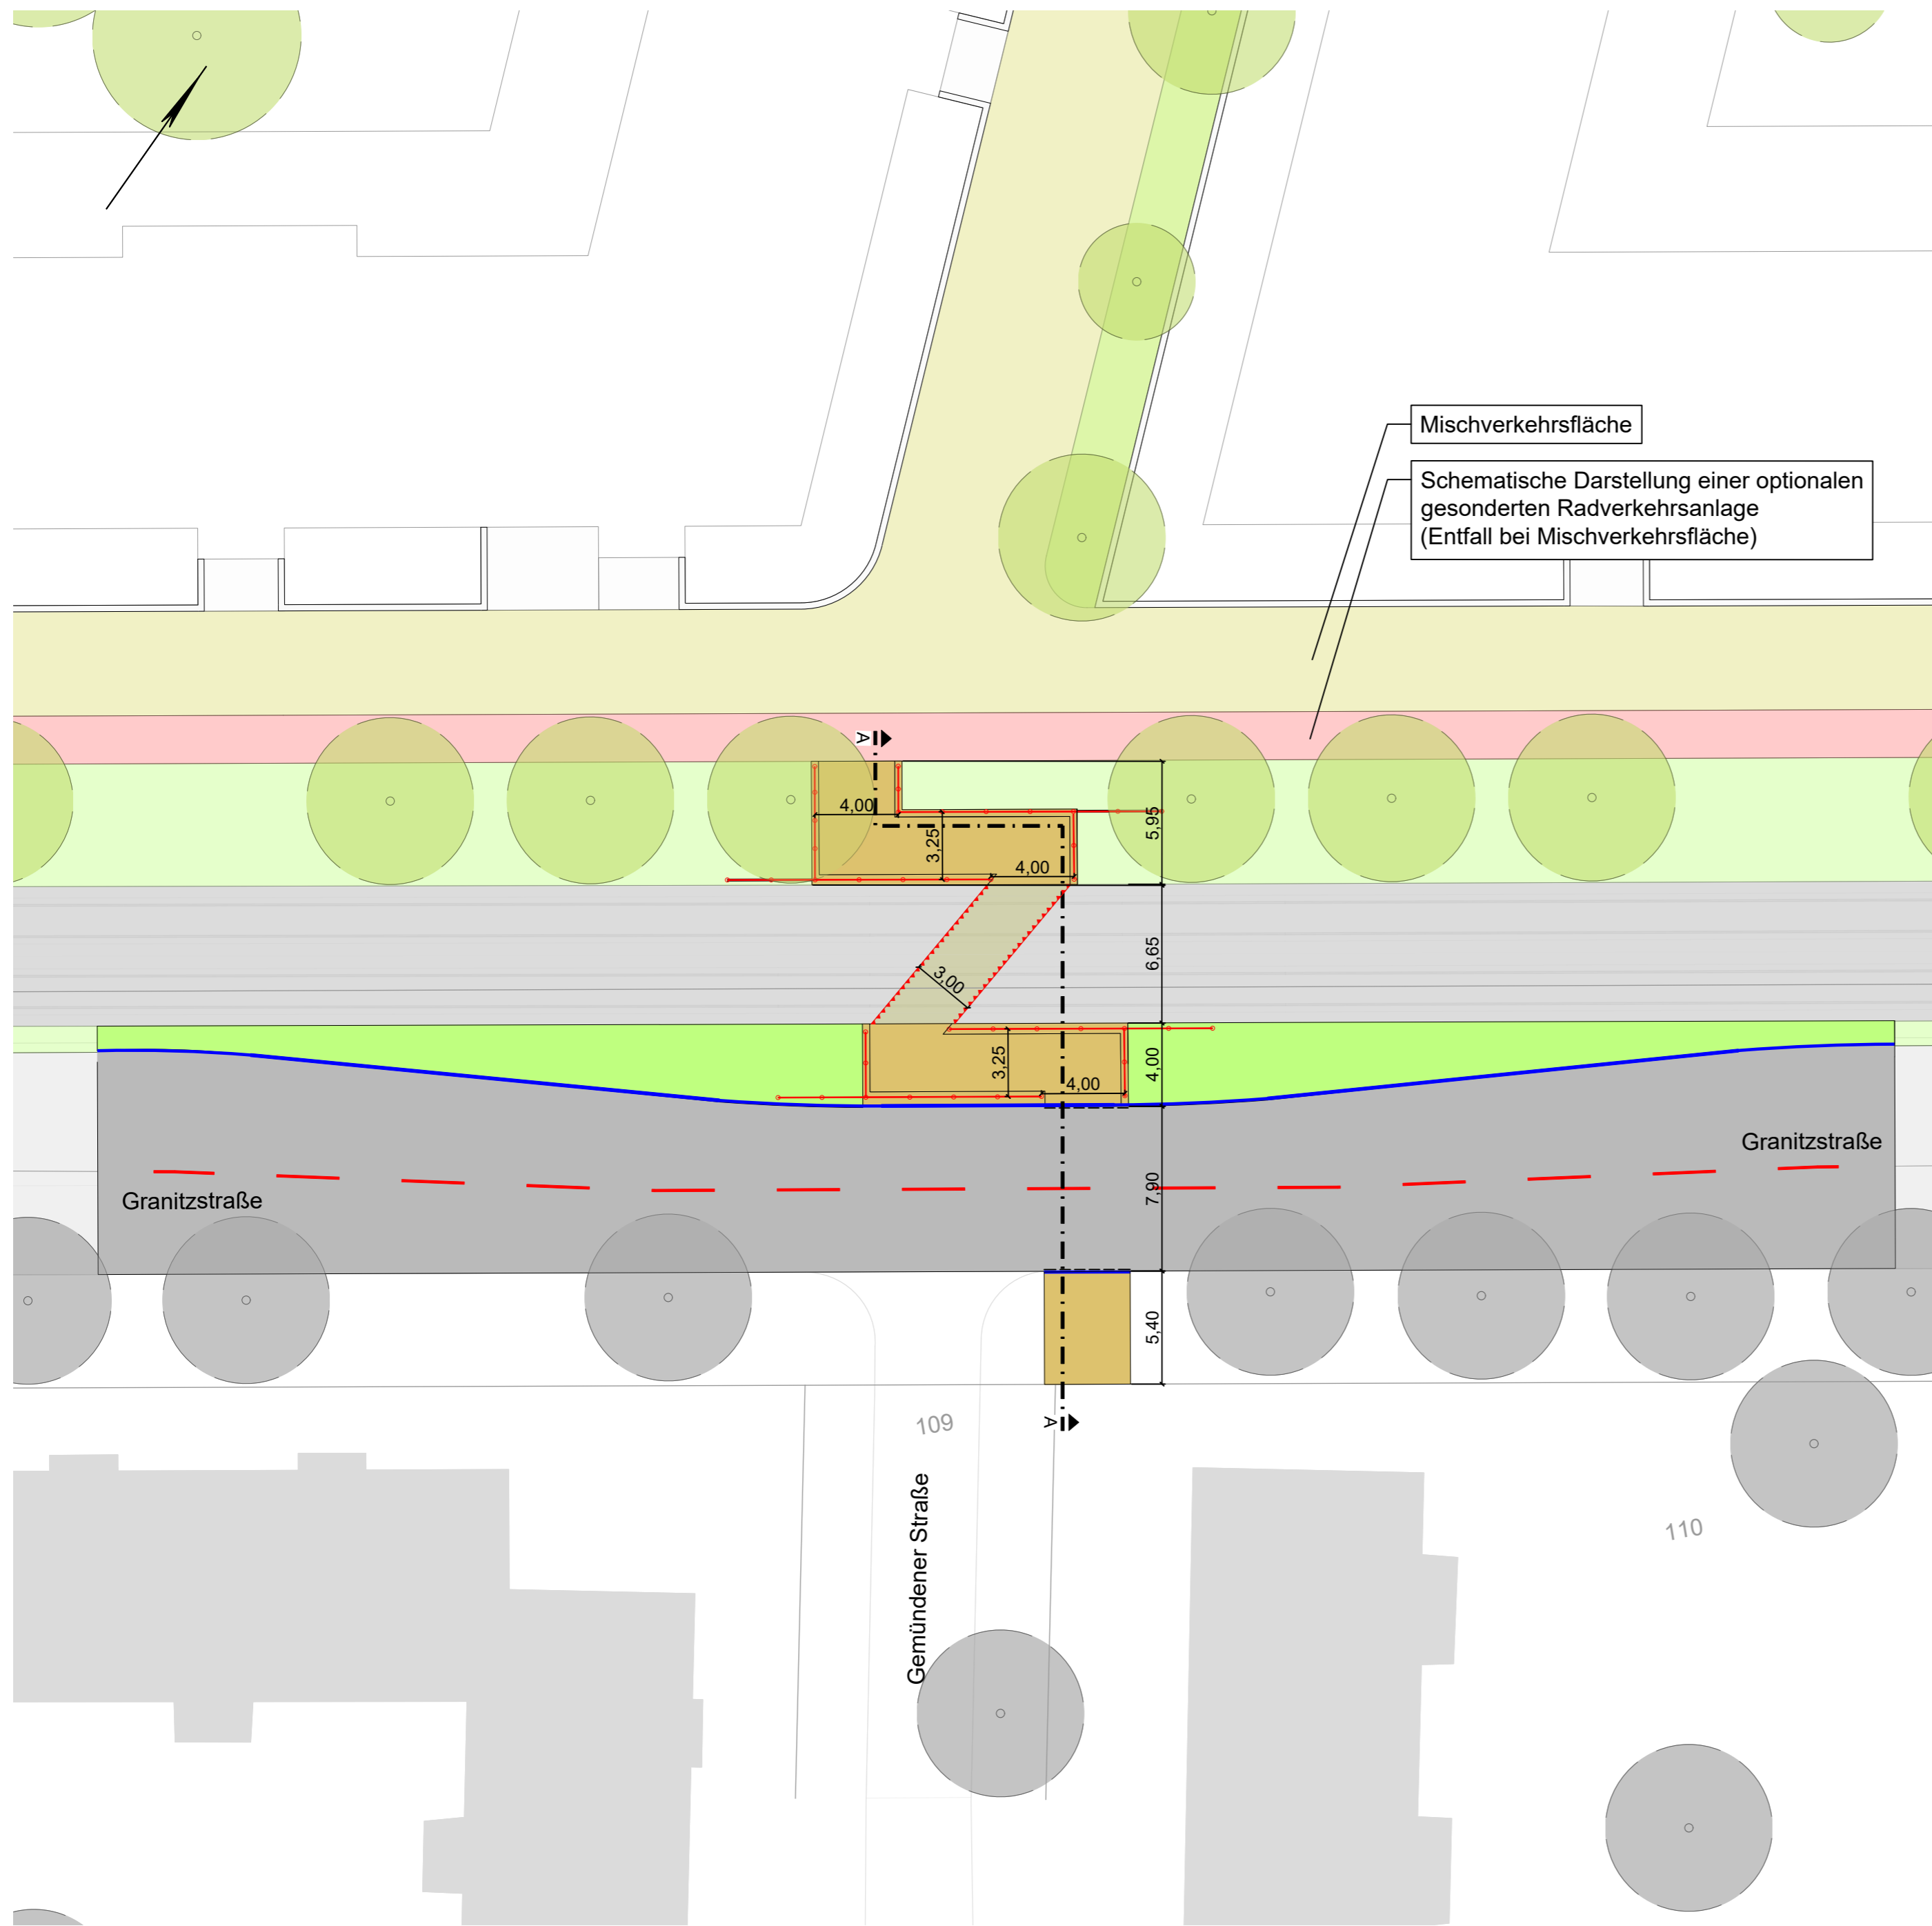 Mischverkehrsfläche
Schematische Darstellung einer optionalen
gesonderten Radverkehrsanlage
(Entfall bei Mischverkehrsfläche)
A
4,00
3,25
4,00
5,95
6,65
3,00
3,25
4,00
4,00
Granitzstraße
7,90
Granitzstraße
5,40
A
109
Gemündener Straße
110